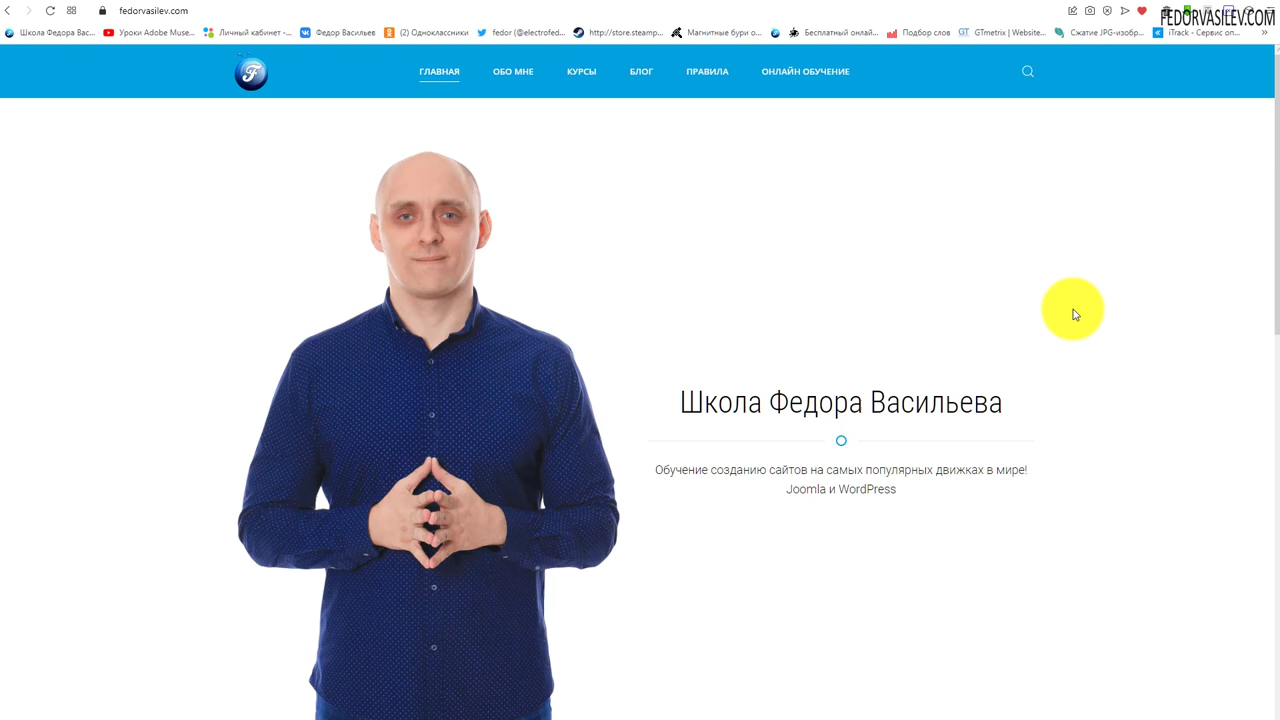 fedorvasilev.com
FEDORVASILEV.COM
Школа Федора Вас...
Уроки Adobe Muse...
Личный кабинет -...
Федор Васильев
(2) Одноклассники
fedor (@electrofed...
http://store.steamp...
Магнитные бури о...
Бесплатный онлай...
Подбор слов
GTmetrix | Website...
Сжатие JPG-изобр...
iTrack - Сервис оп...
F
ГЛАВНАЯ
ОБО МНЕ
КУРСЫ
БЛОГ
ПРАВИЛА
ОНЛАЙН ОБУЧЕНИЕ
Школа Федора Васильева
Обучение созданию сайтов на самых популярных движках в мире!
Joomla и WordPress